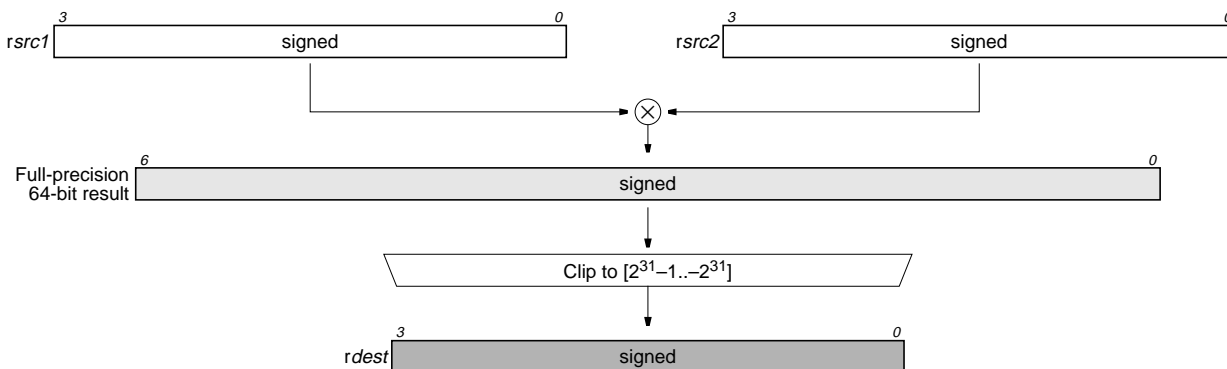 3 0 3 0
rsrc1 signed rsrc2 signed
6 0
Full-precision
64-bit result signed
Clip to [2³¹–1..–2³¹]
3 0
rdest signed